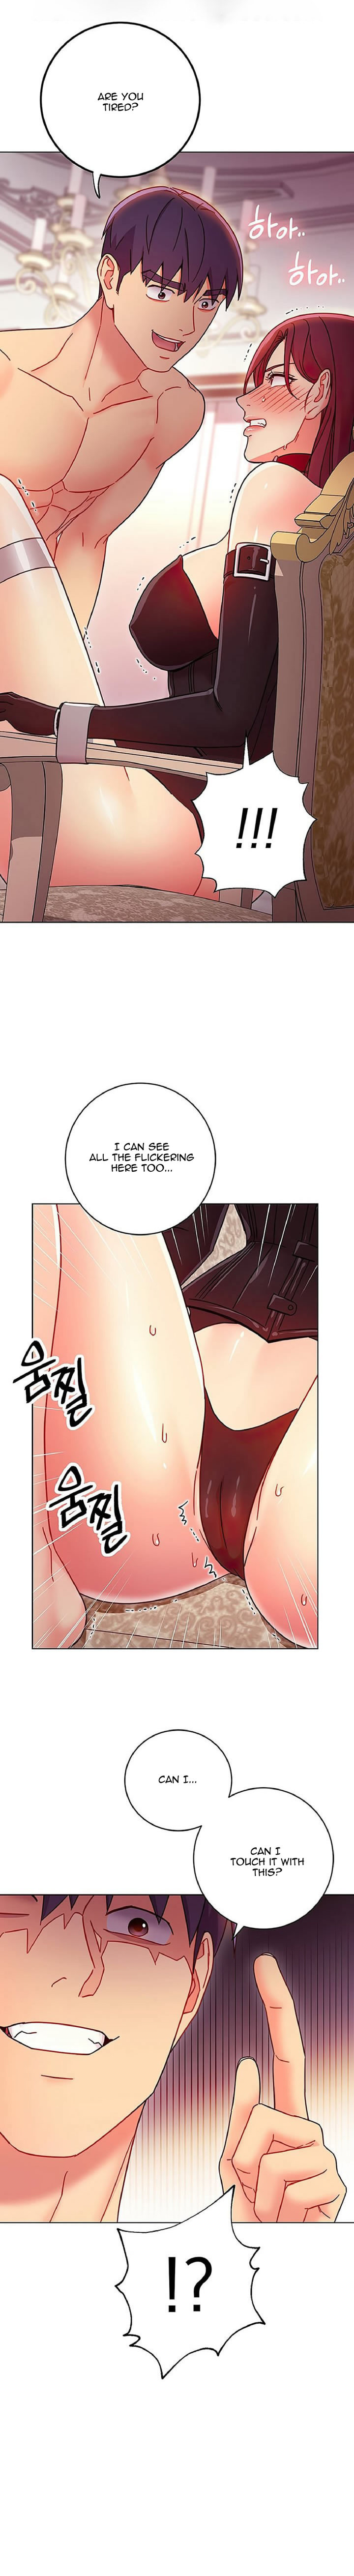 ARE YOU
TIRED?
하아..
하아..
!!!
I CAN SEE
ALL THE FLICKERING
HERE TOO...
움찔
움찔
CAN I...
CAN I
TOUCH IT WITH
THIS?
!?